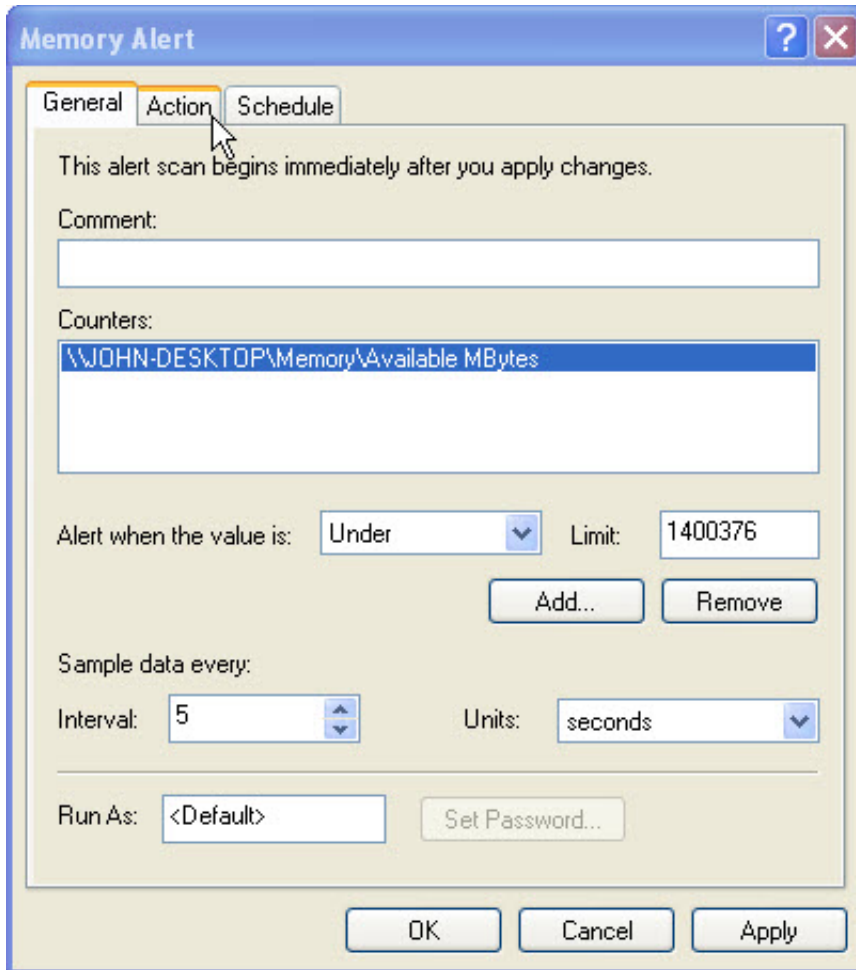 Memory Alert
General Action Schedule
This alert scan begins immediately after you apply changes.
Comment:
Counters:
\\JOHN-DESKTOP\Memory\Available MBytes
Alert when the value is: Under Limit: 1400376
Add... Remove
Sample data every:
Interval: 5 Units: seconds
Run As: <Default> Set Password...
OK Cancel Apply